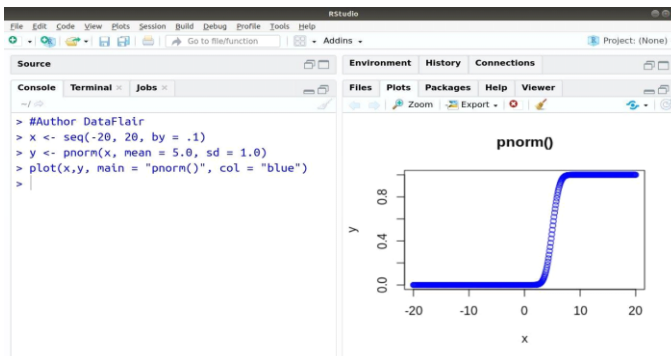 RStudio
File Edit Code View Plots Session Build Debug Profile Tools Help
Go to file/function Addins Project: (None)
Source
Console Terminal Jobs
~/
> #Author DataFlair
> x <- seq(-20, 20, by = .1)
> y <- pnorm(x, mean = 5.0, sd = 1.0)
> plot(x,y, main = "pnorm()", col = "blue")
>
Environment History Connections
Files Plots Packages Help Viewer
Zoom Export
pnorm()
y
0.8
0.4
0.0
-20 -10 0 10 20
x